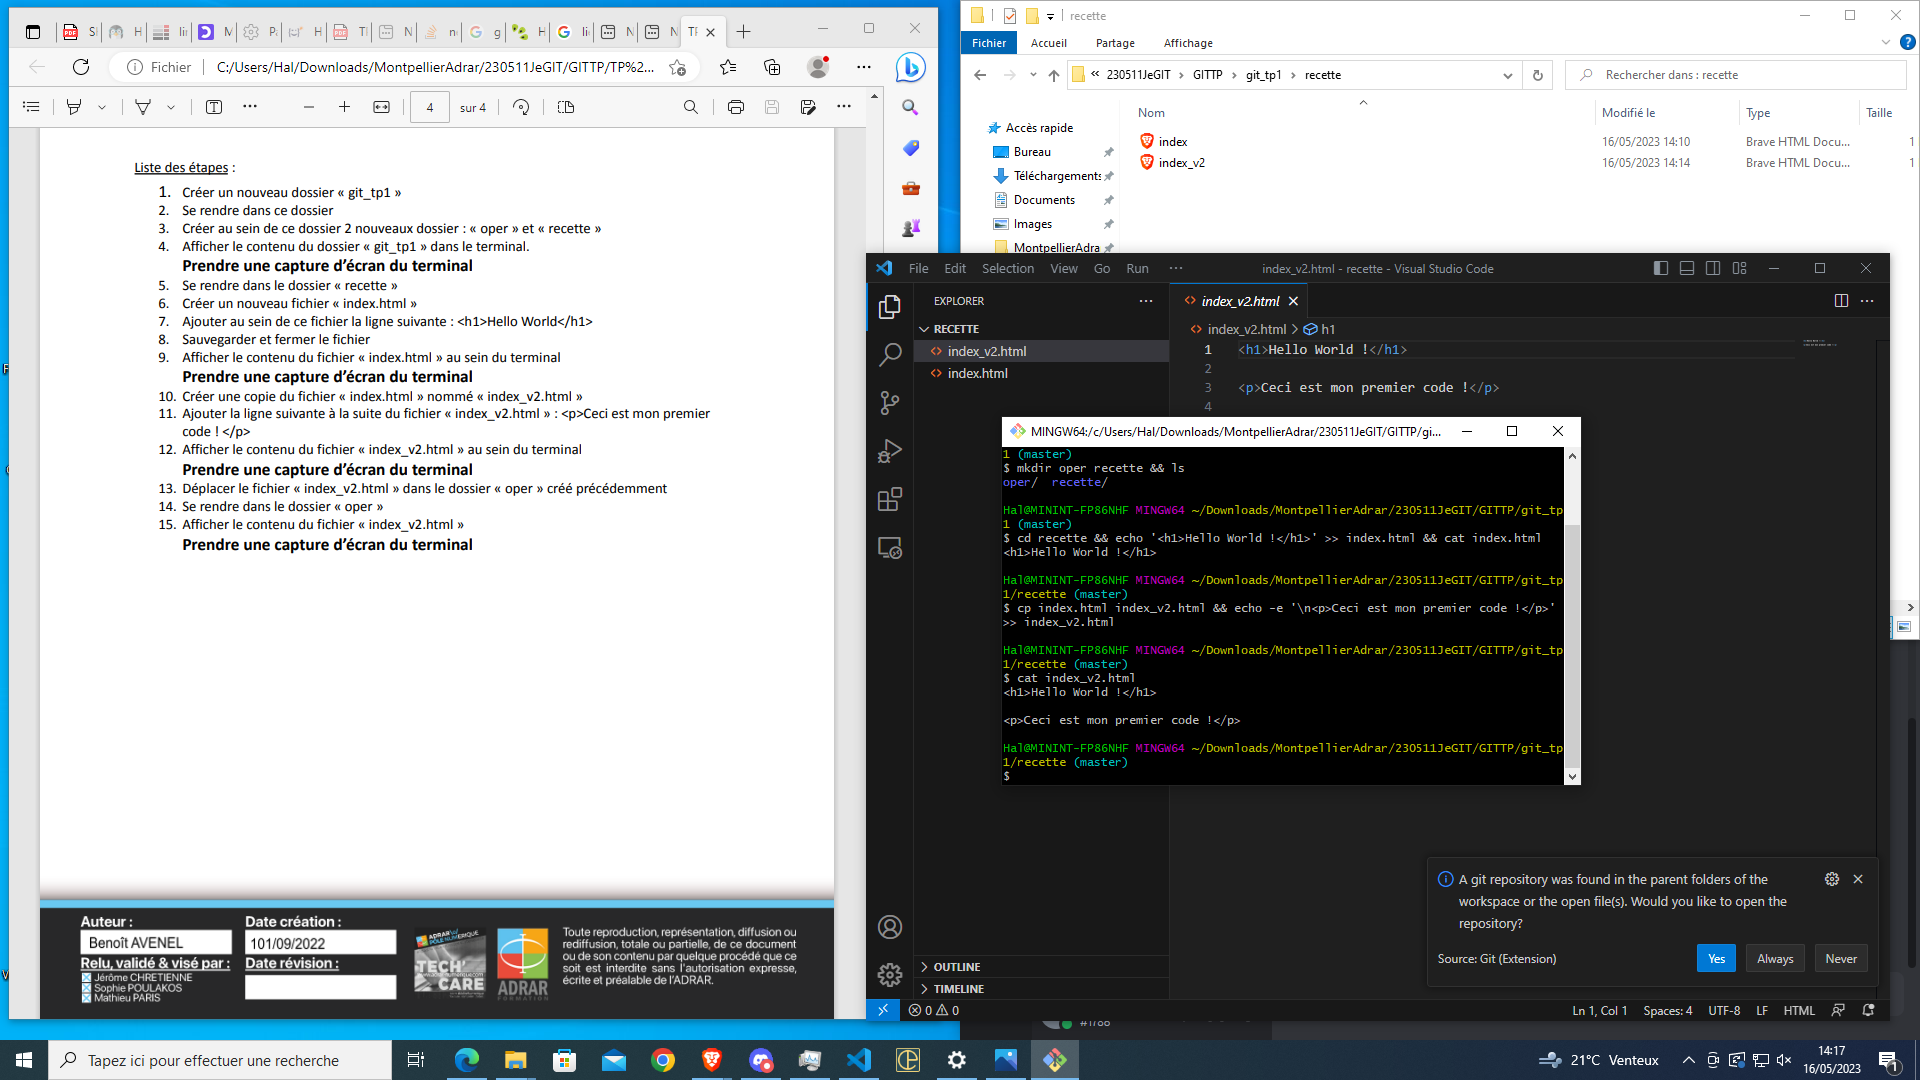 Fichier
C:/Users/Hal/Downloads/MontpellierAdrar/230511JeGIT/GITTP/TP%2...
4
sur 4
Liste des étapes :
1. Créer un nouveau dossier « git_tp1 »
2. Se rendre dans ce dossier
3. Créer au sein de ce dossier 2 nouveaux dossier : « oper » et « recette »
4. Afficher le contenu du dossier « git_tp1 » dans le terminal.
Prendre une capture d’écran du terminal
5. Se rendre dans le dossier « recette »
6. Créer un nouveau fichier « index.html »
7. Ajouter au sein de ce fichier la ligne suivante : <h1>Hello World</h1>
8. Sauvegarder et fermer le fichier
9. Afficher le contenu du fichier « index.html » au sein du terminal
Prendre une capture d’écran du terminal
10. Créer une copie du fichier « index.html » nommé « index_v2.html »
11. Ajouter la ligne suivante à la suite du fichier « index_v2.html » : <p>Ceci est mon premier
code ! </p>
12. Afficher le contenu du fichier « index_v2.html » au sein du terminal
Prendre une capture d’écran du terminal
13. Déplacer le fichier « index_v2.html » dans le dossier « oper » créé précédemment
14. Se rendre dans le dossier « oper »
15. Afficher le contenu du fichier « index_v2.html »
Prendre une capture d’écran du terminal
Auteur :
Benoît AVENEL
Relu, validé & visé par :
Jérôme CHRETIENNE
Sophie POULAKOS
Mathieu PARIS
Date création :
101/09/2022
Date révision :
TECH'
CARE
ADRAR
FORMATION
Toute reproduction, représentation, diffusion ou
rediffusion, totale ou partielle, de ce document
ou de son contenu par quelque procédé que ce
soit est interdite sans l'autorisation expresse,
écrite et préalable de l'ADRAR.
recette
Fichier Accueil Partage Affichage
« 230511JeGIT > GITTP > git_tp1 > recette
Rechercher dans : recette
Nom Modifié le Type Taille
Accès rapide
Bureau
Téléchargements
Documents
Images
MontpellierAdra
index 16/05/2023 14:10 Brave HTML Docu... 1
index_v2 16/05/2023 14:14 Brave HTML Docu... 1
File Edit Selection View Go Run ···
index_v2.html - recette - Visual Studio Code
EXPLORER
RECETTE
index_v2.html
index.html
OUTLINE
TIMELINE
index_v2.html
index_v2.html > h1
1 <h1>Hello World !</h1>
2
3 <p>Ceci est mon premier code !</p>
4
MINGW64:/c/Users/Hal/Downloads/MontpellierAdrar/230511JeGIT/GITTP/gi...
1 (master)
$ mkdir oper recette && ls
oper/ recette/
Hal@MININT-FP86NHF MINGW64 ~/Downloads/MontpellierAdrar/230511JeGIT/GITTP/git_tp
1 (master)
$ cd recette && echo '<h1>Hello World !</h1>' >> index.html && cat index.html
<h1>Hello World !</h1>
Hal@MININT-FP86NHF MINGW64 ~/Downloads/MontpellierAdrar/230511JeGIT/GITTP/git_tp
1/recette (master)
$ cp index.html index_v2.html && echo -e '\n<p>Ceci est mon premier code !</p>'
>> index_v2.html
Hal@MININT-FP86NHF MINGW64 ~/Downloads/MontpellierAdrar/230511JeGIT/GITTP/git_tp
1/recette (master)
$ cat index_v2.html
<h1>Hello World !</h1>
<p>Ceci est mon premier code !</p>
Hal@MININT-FP86NHF MINGW64 ~/Downloads/MontpellierAdrar/230511JeGIT/GITTP/git_tp
1/recette (master)
$
A git repository was found in the parent folders of the
workspace or the open file(s). Would you like to open the
repository?
Source: Git (Extension)
Yes Always Never
0 0
Ln 1, Col 1 Spaces: 4 UTF-8 LF HTML
Tapez ici pour effectuer une recherche
21°C Venteux
14:17
16/05/2023
1